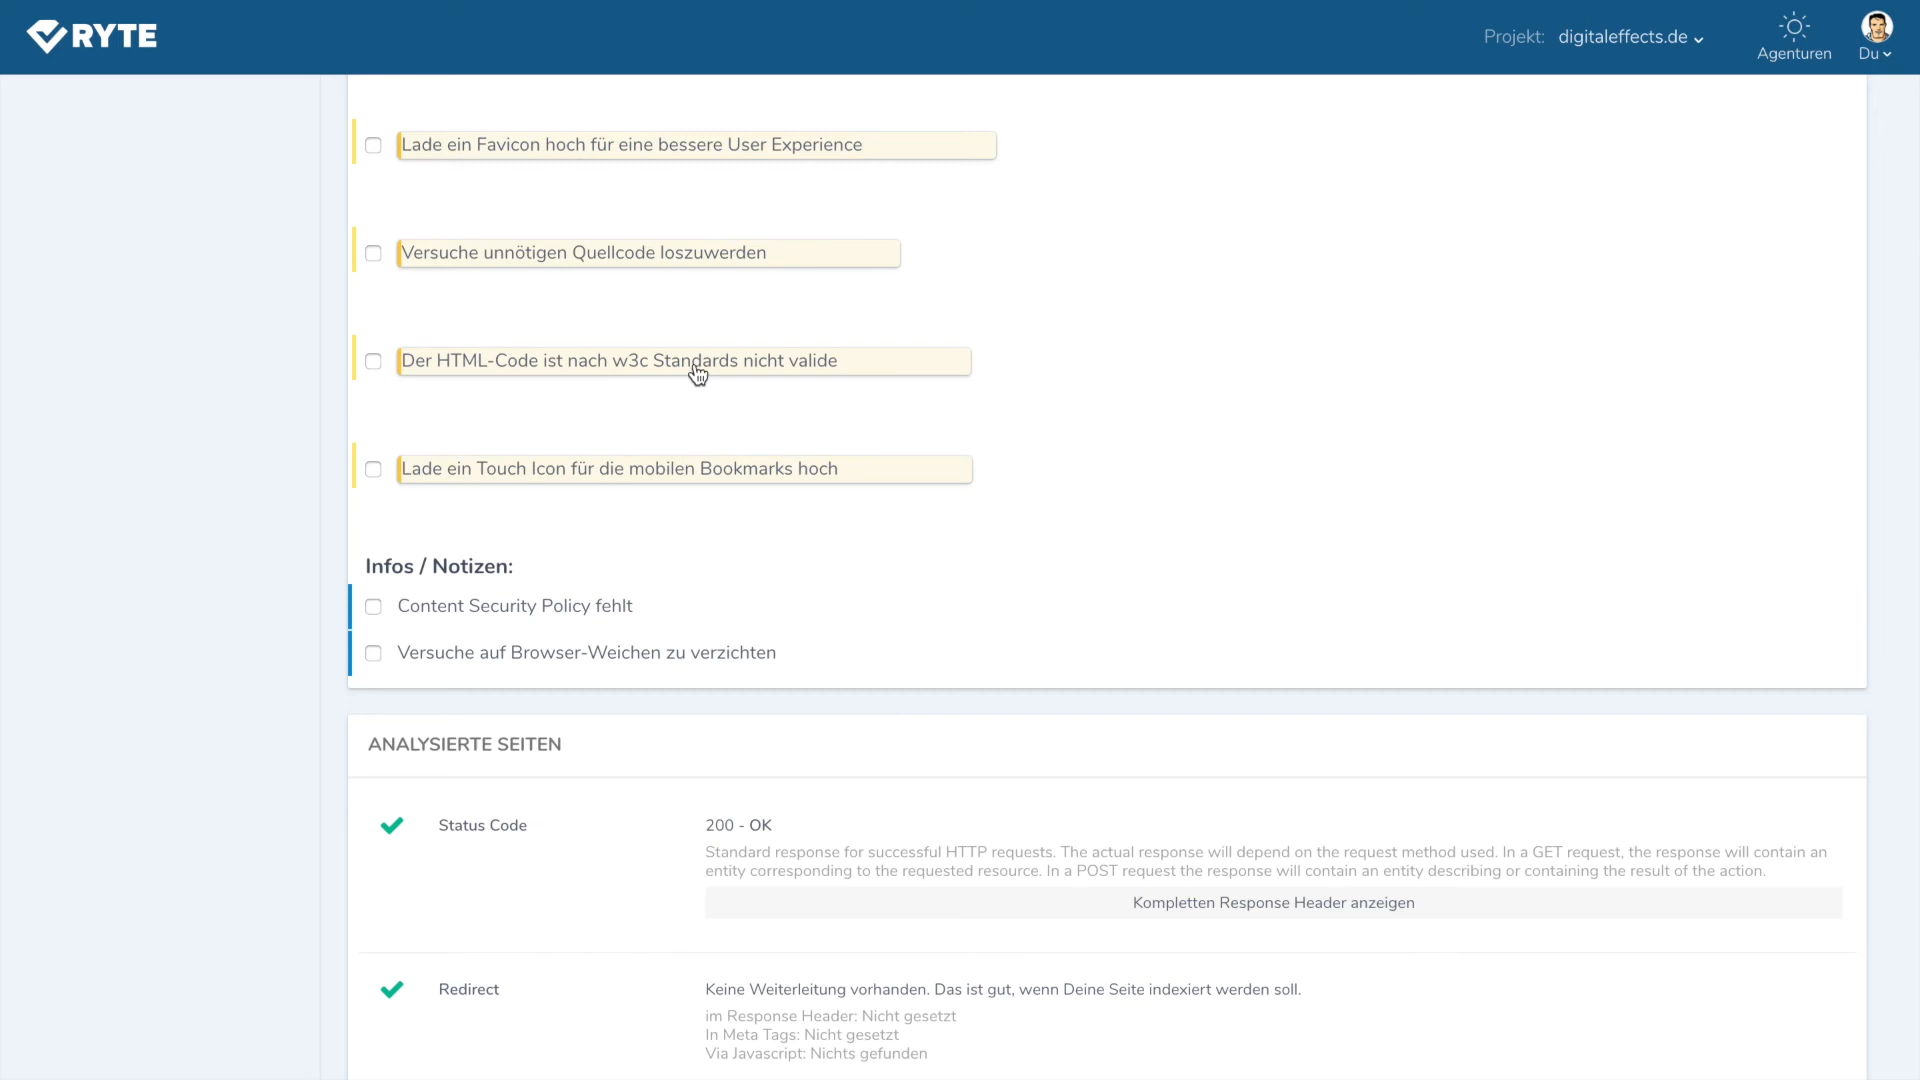 RYTE
Projekt: digitaleffects.de
Agenturen
Du
Lade ein Favicon hoch für eine bessere User Experience
Versuche unnötigen Quellcode loszuwerden
Der HTML-Code ist nach w3c Standards nicht valide
Lade ein Touch Icon für die mobilen Bookmarks hoch
Infos / Notizen:
Content Security Policy fehlt
Versuche auf Browser-Weichen zu verzichten
ANALYSIERTE SEITEN
Status Code
200 - OK
Standard response for successful HTTP requests. The actual response will depend on the request method used. In a GET request, the response will contain an
entity corresponding to the requested resource. In a POST request the response will contain an entity describing or containing the result of the action.
Kompletten Response Header anzeigen
Redirect
Keine Weiterleitung vorhanden. Das ist gut, wenn Deine Seite indexiert werden soll.
im Response Header: Nicht gesetzt
In Meta Tags: Nicht gesetzt
Via Javascript: Nichts gefunden